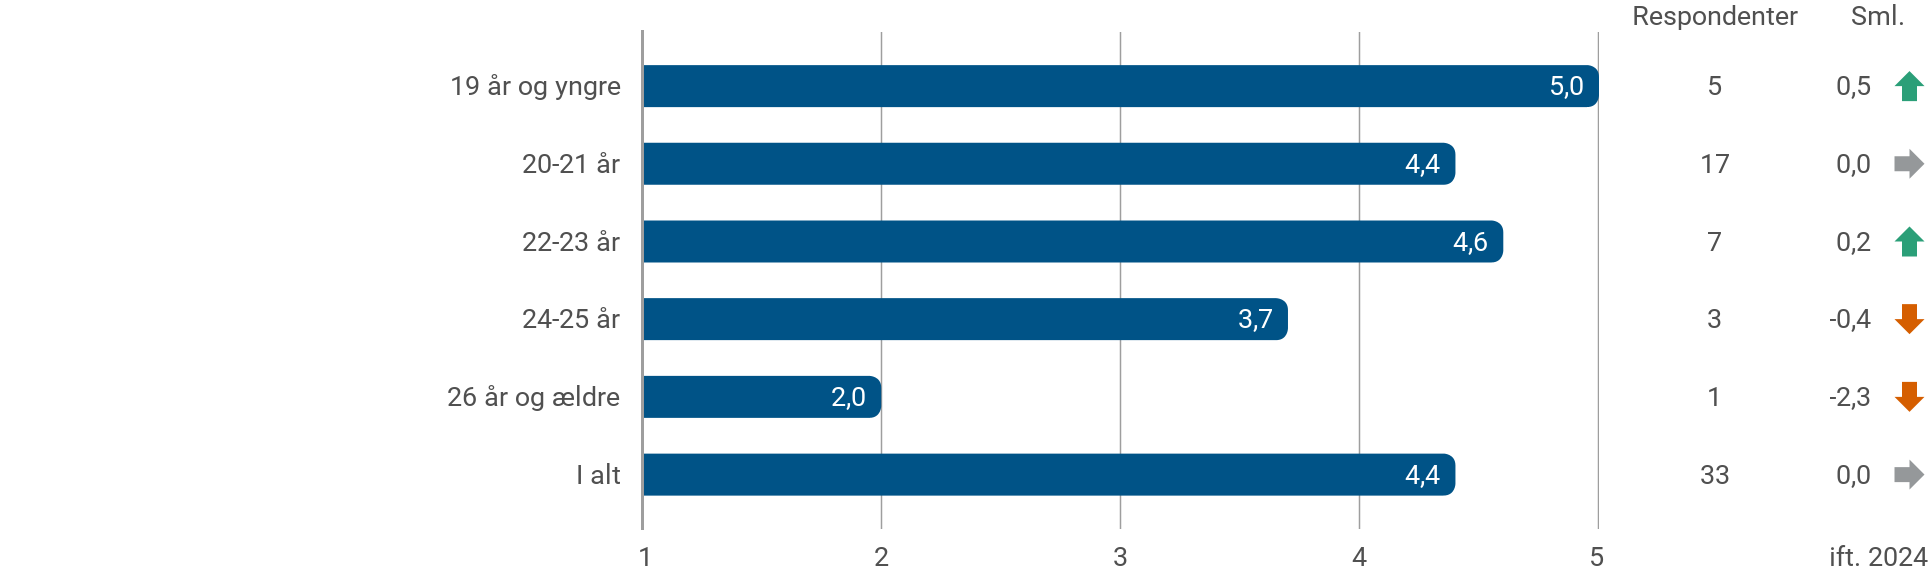 Respondenter Sml.
19 år og yngre 5,0 5 0,5
20-21 år 4,4 17 0,0
22-23 år 4,6 7 0,2
24-25 år 3,7 3 -0,4
26 år og ældre 2,0 1 -2,3
I alt 4,4 33 0,0
1 2 3 4 5 ift. 2024